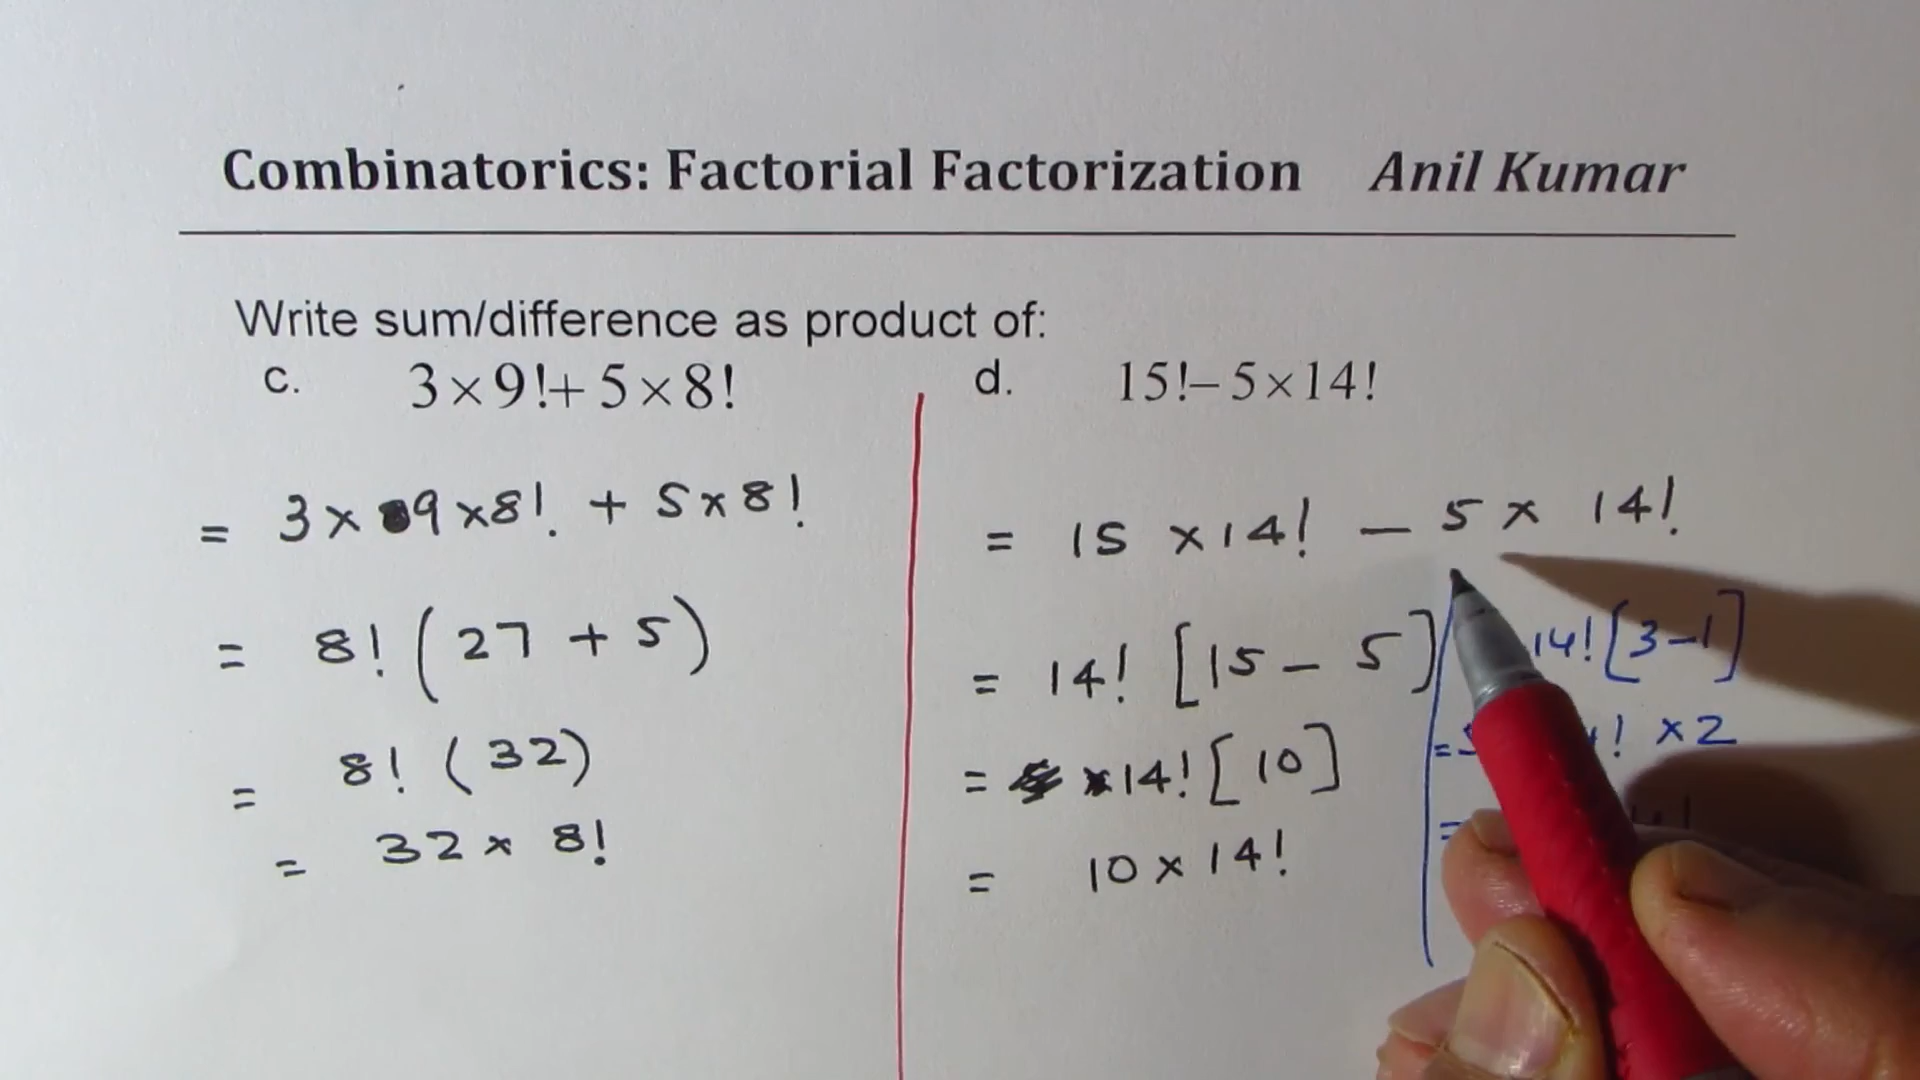 Combinatorics: Factorial Factorization Anil Kumar
Write sum/difference as product of:
c. 3×9!+5×8!
= 3 × 9 × 8! + 5 × 8!
= 8! ( 27 + 5 )
= 8! ( 32 )
= 32 × 8!
d. 15!–5×14!
= 15 × 14! – 5 × 14!
= 14! [ 15 – 5 ]
= 14! [ 10 ]
= 10 × 14!
14! [ 3 – 1 ]
= ! × 2
=